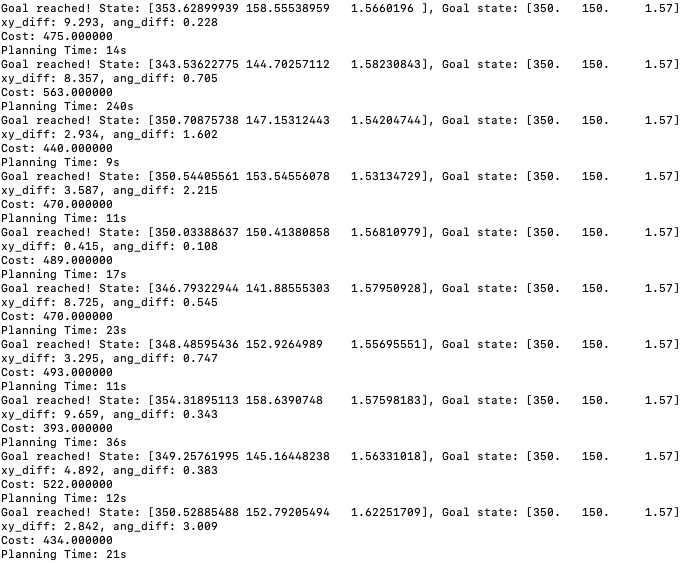 Goal reached! State: [353.62899939 158.55538959   1.5660196 ], Goal state: [350.   150.     1.57]
xy_diff: 9.293, ang_diff: 0.228
Cost: 475.000000
Planning Time: 14s
Goal reached! State: [343.53622775 144.70257112   1.58230843], Goal state: [350.   150.     1.57]
xy_diff: 8.357, ang_diff: 0.705
Cost: 563.000000
Planning Time: 240s
Goal reached! State: [350.70875738 147.15312443   1.54204744], Goal state: [350.   150.     1.57]
xy_diff: 2.934, ang_diff: 1.602
Cost: 440.000000
Planning Time: 9s
Goal reached! State: [350.54405561 153.54556078   1.53134729], Goal state: [350.   150.     1.57]
xy_diff: 3.587, ang_diff: 2.215
Cost: 470.000000
Planning Time: 11s
Goal reached! State: [350.03388637 150.41380858   1.56810979], Goal state: [350.   150.     1.57]
xy_diff: 0.415, ang_diff: 0.108
Cost: 489.000000
Planning Time: 17s
Goal reached! State: [346.79322944 141.88555303   1.57950928], Goal state: [350.   150.     1.57]
xy_diff: 8.725, ang_diff: 0.545
Cost: 470.000000
Planning Time: 23s
Goal reached! State: [348.48595436 152.9264989    1.55695551], Goal state: [350.   150.     1.57]
xy_diff: 3.295, ang_diff: 0.747
Cost: 493.000000
Planning Time: 11s
Goal reached! State: [354.31895113 158.6390748    1.57598183], Goal state: [350.   150.     1.57]
xy_diff: 9.659, ang_diff: 0.343
Cost: 393.000000
Planning Time: 36s
Goal reached! State: [349.25761995 145.16448238   1.56331018], Goal state: [350.   150.     1.57]
xy_diff: 4.892, ang_diff: 0.383
Cost: 522.000000
Planning Time: 12s
Goal reached! State: [350.52885488 152.79205494   1.62251709], Goal state: [350.   150.     1.57]
xy_diff: 2.842, ang_diff: 3.009
Cost: 434.000000
Planning Time: 21s